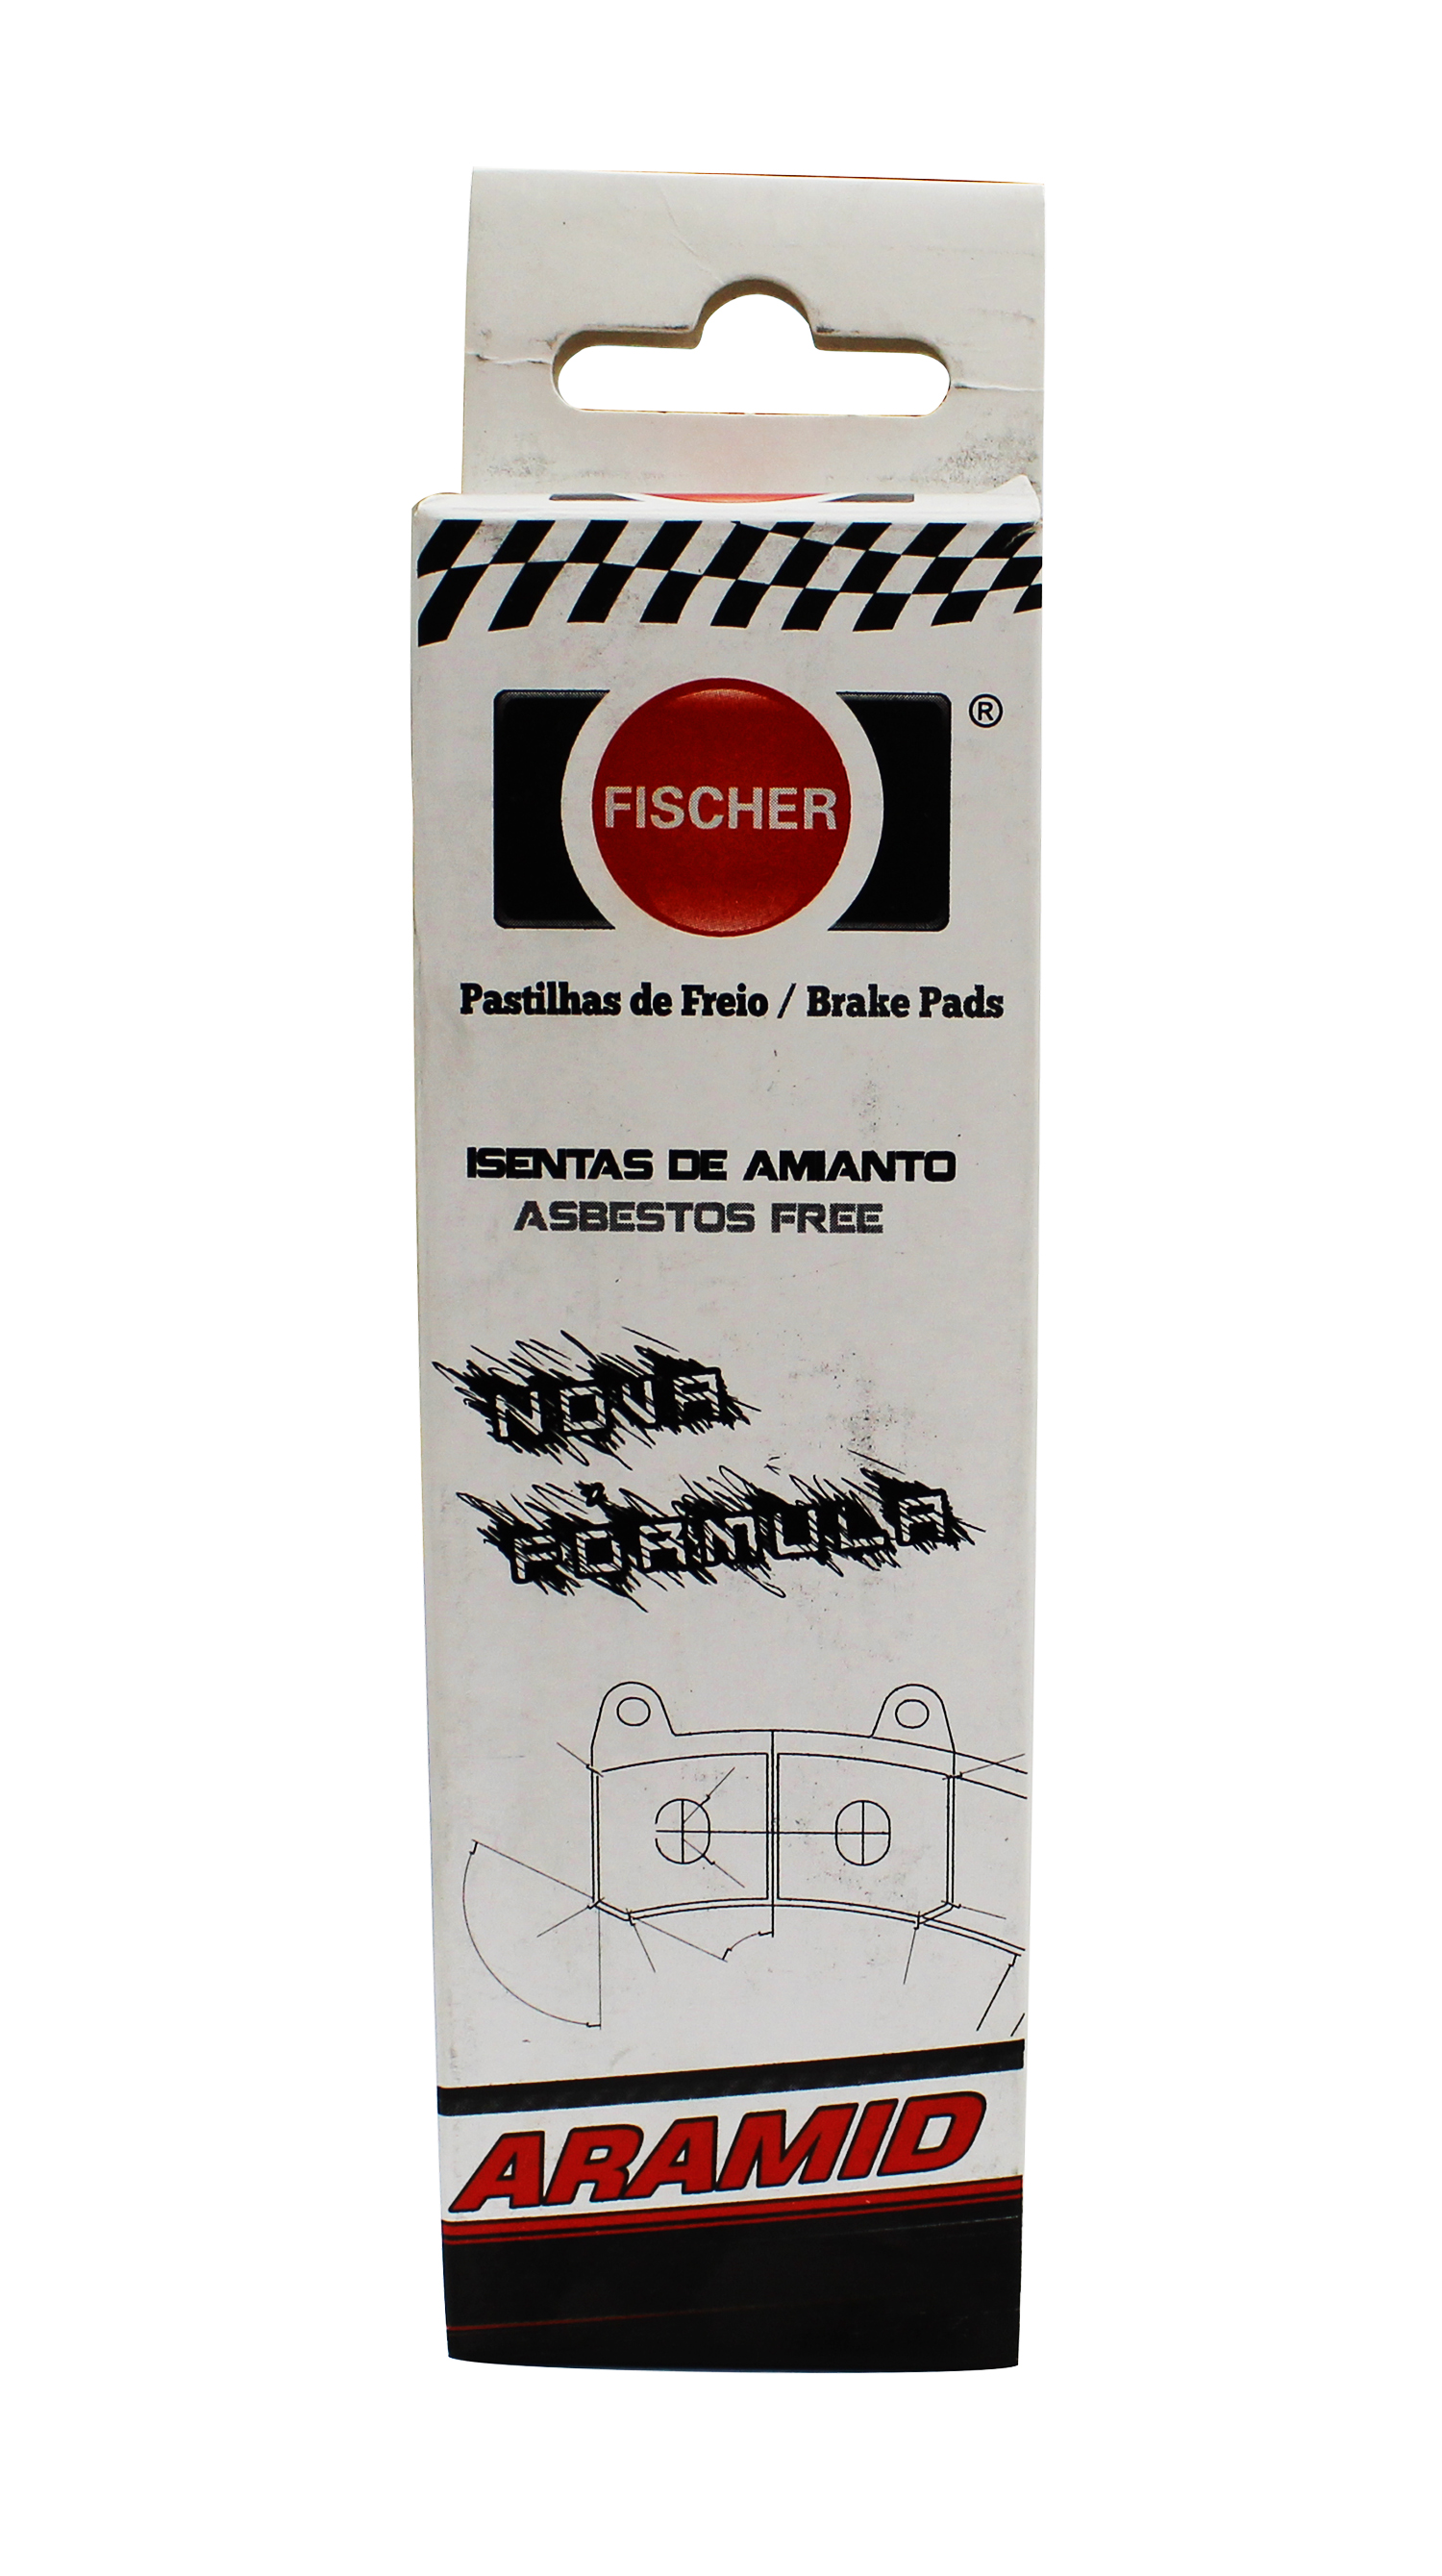 FISCHER
®
Pastilhas de Freio / Brake Pads
ISENTAS DE AMIANTO
ASBESTOS FREE
NOVA
FÓRMULA
ARAMID